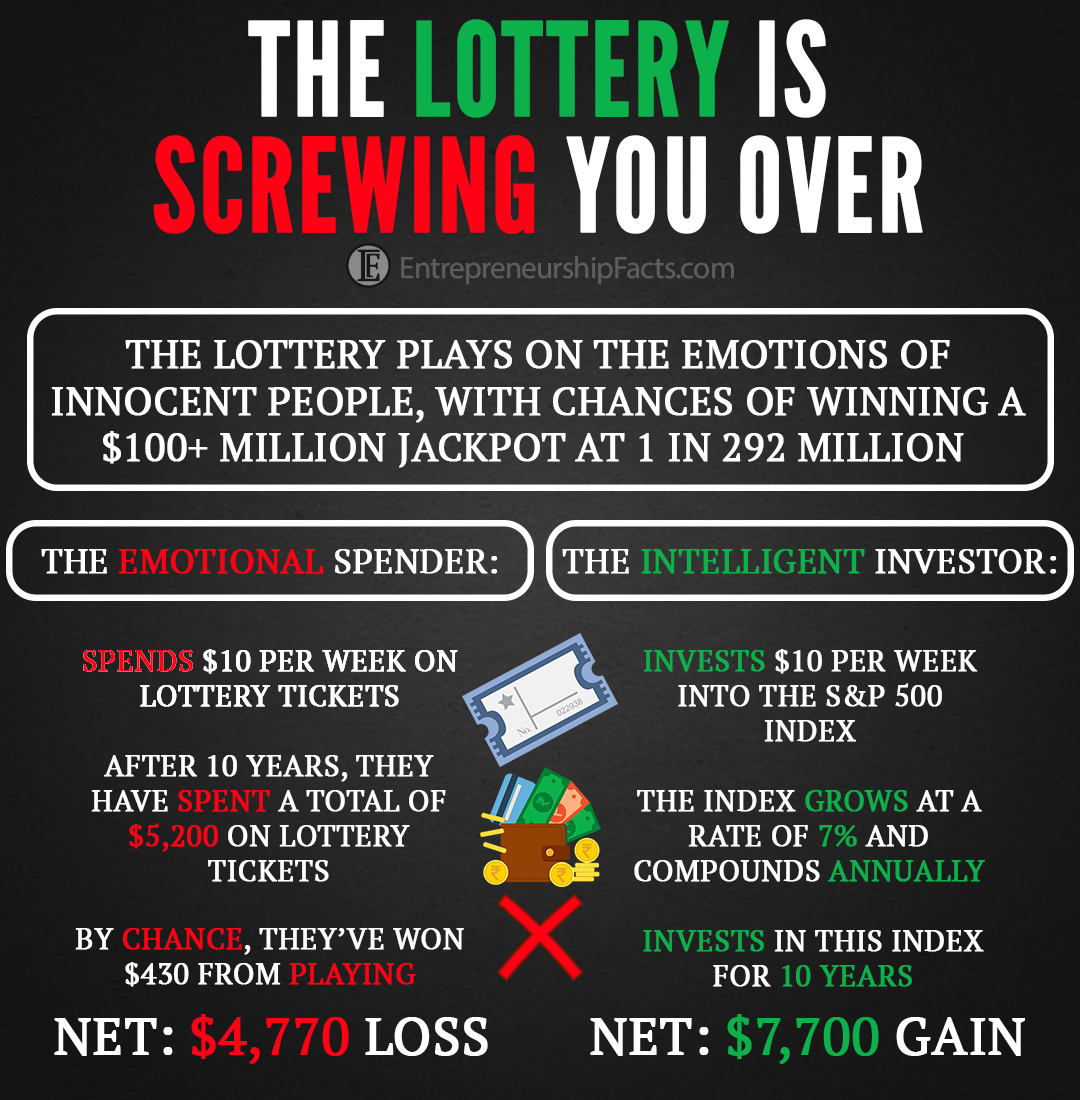 THE LOTTERY IS
SCREWING YOU OVER
E EntrepreneurshipFacts.com
THE LOTTERY PLAYS ON THE EMOTIONS OF
INNOCENT PEOPLE, WITH CHANCES OF WINNING A
$100+ MILLION JACKPOT AT 1 IN 292 MILLION
THE EMOTIONAL SPENDER:
SPENDS $10 PER WEEK ON
LOTTERY TICKETS
AFTER 10 YEARS, THEY
HAVE SPENT A TOTAL OF
$5,200 ON LOTTERY
TICKETS
BY CHANCE, THEY'VE WON
$430 FROM PLAYING
NET: $4,770 LOSS
No.
022938
₹
₹
₹
THE INTELLIGENT INVESTOR:
INVESTS $10 PER WEEK
INTO THE S&P 500
INDEX
THE INDEX GROWS AT A
RATE OF 7% AND
COMPOUNDS ANNUALLY
INVESTS IN THIS INDEX
FOR 10 YEARS
NET: $7,700 GAIN